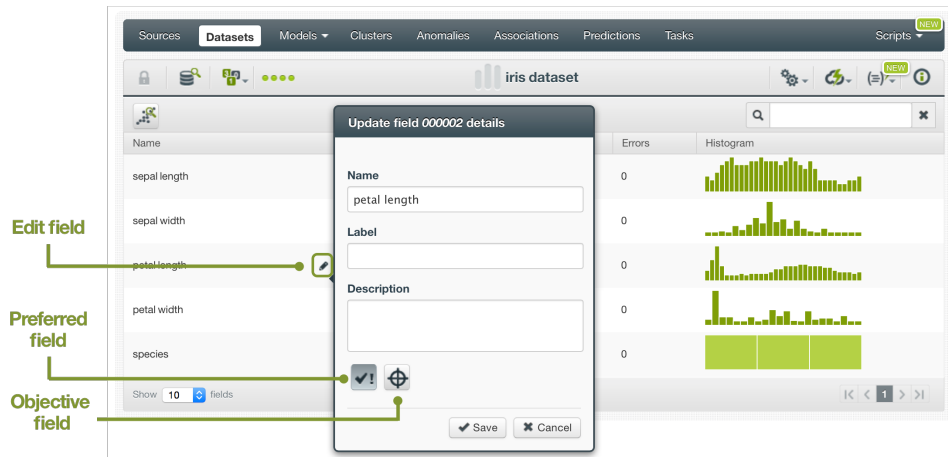 NEW
Sources Datasets Models Clusters Anomalies Associations Predictions Tasks Scripts
NEW
iris dataset
Update field 000002 details
Name Errors Histogram
sepal length 0
Name
petal length
sepal width 0
Label
Edit field
petal length 0
Description
petal width 0
Preferred
field
species 0
Show 10 fields 1
Objective
field
Save Cancel